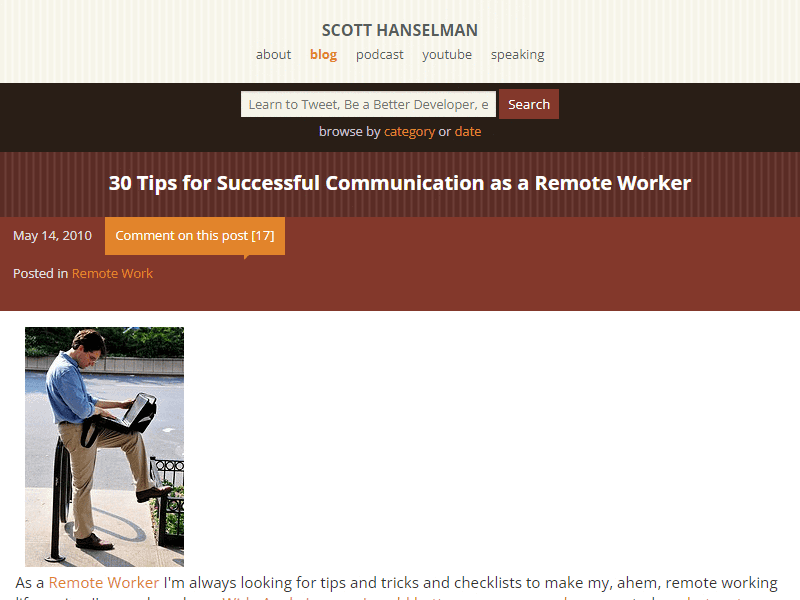 SCOTT HANSELMAN
about blog podcast youtube speaking
Learn to Tweet, Be a Better Developer, e
Search
browse by category or date
30 Tips for Successful Communication as a Remote Worker
May 14, 2010
Comment on this post [17]
Posted in Remote Work
As a Remote Worker I'm always looking for tips and tricks and checklists to make my, ahem, remote working